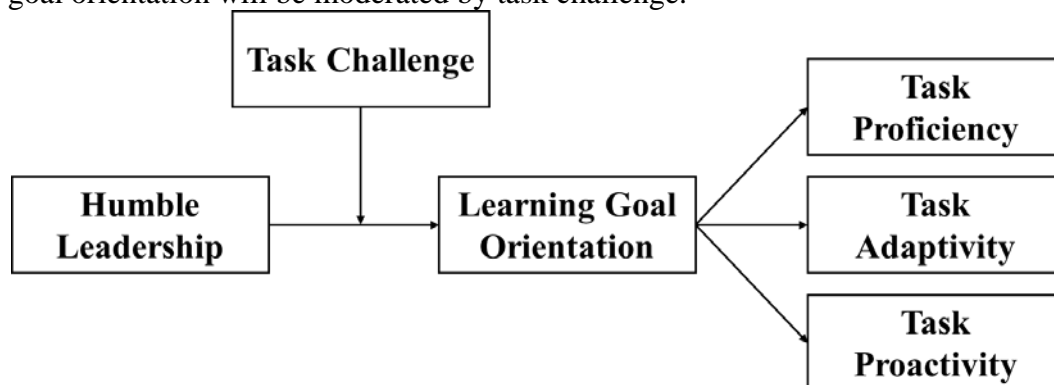 goal orientation will be moderated by task challenge.
Task Challenge
Humble
Leadership
Learning Goal
Orientation
Task
Proficiency
Task
Adaptivity
Task
Proactivity